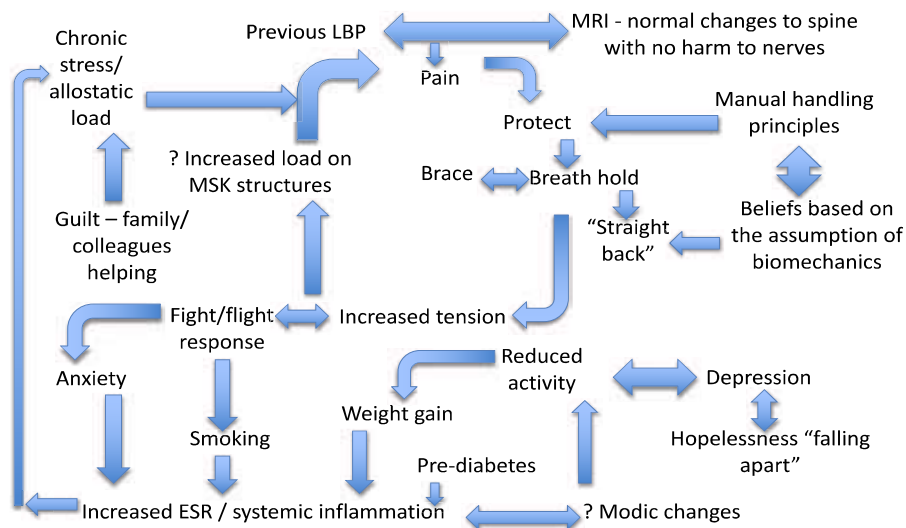 Chronic
stress/
allostatic
load
Previous LBP
MRI - normal changes to spine
with no harm to nerves
Pain
Protect
Manual handling
principles
? Increased load on
MSK structures
Brace
Breath hold
Guilt – family/
colleagues
helping
"Straight
back"
Beliefs based on
the assumption of
biomechanics
Fight/flight
response
Increased tension
Anxiety
Reduced
activity
Depression
Weight gain
Smoking
Hopelessness "falling
apart"
Pre-diabetes
Increased ESR / systemic inflammation
? Modic changes